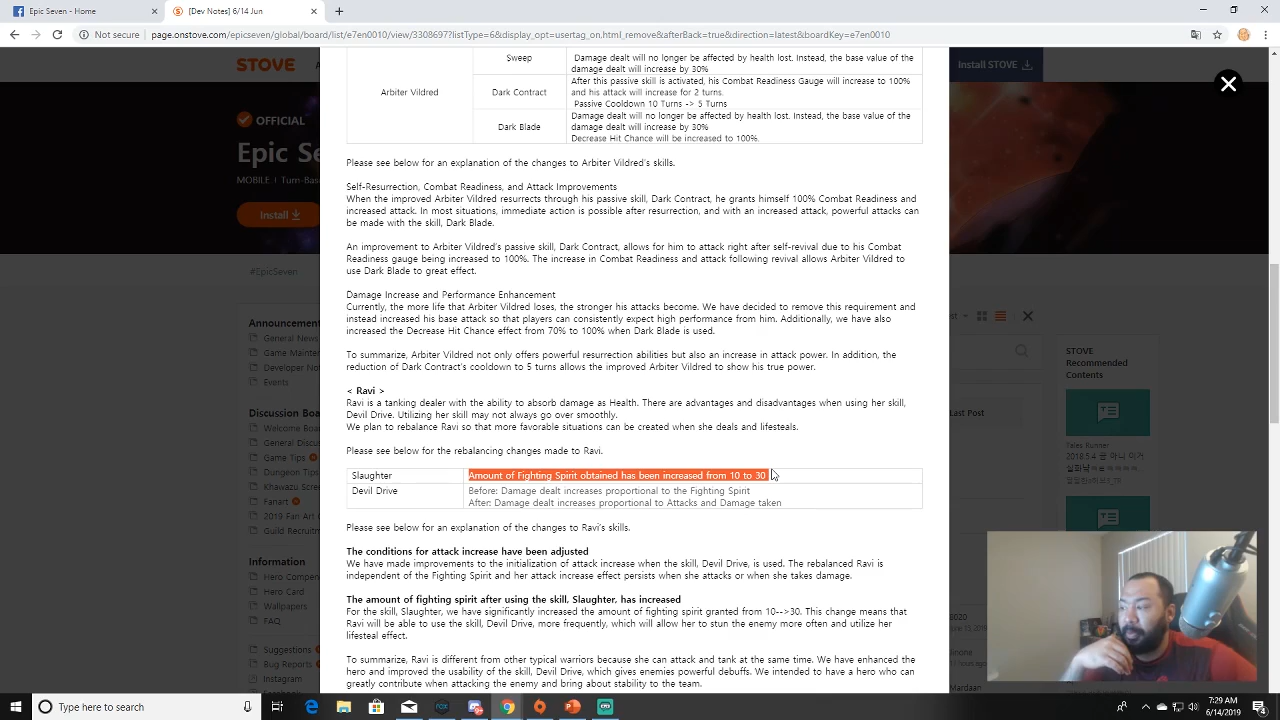 Epic Seven - Home
[Dev Notes] (Updated 6/14 Jun
Not secure | page.onstove.com/epicseven/global/board/list/e7en0010/view/3308697?listType=6&display_opt=usertag_on.html_remove&afterBack=true&direction=latest&boardKey=e7en0010
STOVE
Install STOVE
OFFICIAL
Epic Se
MOBILE | Turn-Bas
Install
#EpicSeven
Announcement
General News
Game Mainten
Developer Not
Events
Discussion Boa
Welcome Boar
General Discus
Game Tips
Dungeon Tips
Khawazu Scre
Fanart
2019 Fan Art C
Guild Recruitm
Information
Hero Compen
Hero Card
Wallpapers
FAQ
Suggestions
Bug Reports
Instagram
Facebook
Sweep
Damage dealt will no longer be affected by health lost. Instead, the base value of the
damage dealt will increase by 30%
Arbiter Vildred
Dark Contract
After this passive skill is activated, his Combat Readiness Gauge will increase to 100%
and his attack will increase for 2 turns.
Passive Cooldown 10 Turns -> 5 Turns
Dark Blade
Damage dealt will no longer be affected by health lost. Instead, the base value of the
damage dealt will increase by 30%
Decrease Hit Chance will be increased to 100%.
Please see below for an explanation of the changes to Arbiter Vildred's skills.
Self-Resurrection, Combat Readiness, and Attack Improvements
When the improved Arbiter Vildred resurrects through his passive skill, Dark Contract, he grants himself 100% Combat Readiness and
increased attack. In most situations, immediate action is possible after resurrection, and with an increased attack, powerful attacks can
be made with the skill, Dark Blade.
An improvement to Arbiter Vildred's passive skill, Dark Contract, allows for him to attack right after self-revival due to his Combat
Readiness gauge being increased to 100%. The increase in Combat Readiness and attack following revival allows Arbiter Vildred to
use Dark Blade to great effect.
Damage Increase and Performance Enhancement
Currently, the more life that Arbiter Vildred loses, the stronger his attacks become. We have decided to remove this requirement and
instead increased his base attack so that players can consistently expect high performance from him. Additionally, we have also
increased the Decrease Hit Chance effect from 70% to 100% when Dark Blade is used.
To summarize, Arbiter Vildred not only offers powerful resurrection abilities but also an increase in attack power. In addition, the
reduction of Dark Contract's cooldown to 5 turns allows the improved Arbiter Vildred to show his true power.
< Ravi >
Ravi is a tanking dealer with the ability to absorb damage as Health. There are advantages and disadvantages when using her skill,
Devil Drive. Utilizing her skill may not always go over smoothly.
We plan to rebalance Ravi so that more favorable situations can be created when she deals and lifesteals.
Please see below for the rebalancing changes made to Ravi.
Slaughter
Amount of Fighting Spirit obtained has been increased from 10 to 30
Devil Drive
Before: Damage dealt increases proportional to the Fighting Spirit
After: Damage dealt increases proportional to Attacks and Damage taken
Please see below for an explanation of the changes to Ravi's skills.
The conditions for attack increase have been adjusted
We have made improvements to the initialization of attack increase when the skill, Devil Drive, is used. The rebalanced Ravi is
independent of the Fighting Spirit and her attack increase effect persists when she attacks or when she takes damage.
The amount of fighting spirit after using the skill, Slaughter, has increased
For the skill, Slaughter, we have significantly increased the amount of fighting spirit granted from 10-->30. This change means that
Ravi will be able to use the skill, Devil Drive, more frequently, which will allow her to stun the enemy more often and utilize her
lifesteal effect.
To summarize, Ravi is different from other typical warriors because she can attack and tank at the same time. We have enhanced the
hero and improved the usability of the skill, Devil Drive, which gives enemies powerful debuffs. We intended to have a hero who can
greatly contribute when attacking the enemy and bring about stability to the team.
Last Post
STOVE
Recommended
Contents
Tales Runner
Mardaan
Type here to search
7:29 AM
6/14/2019